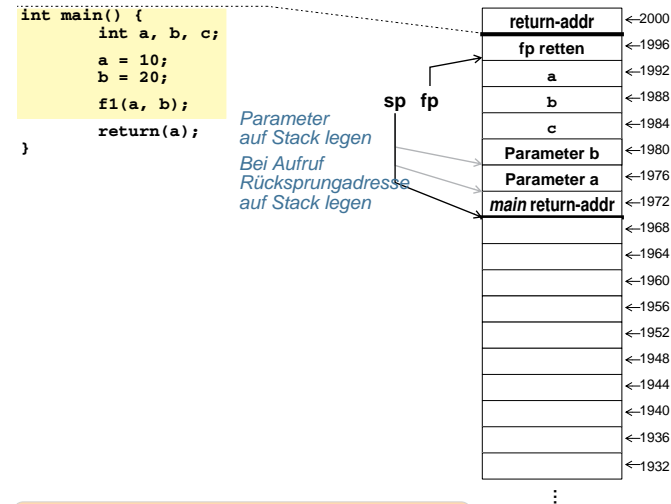 int main() {
int a, b, c;
a = 10;
b = 20;
f1(a, b);
return(a);
}
Parameter
auf Stack legen
Bei Aufruf
Rücksprungadresse
auf Stack legen
sp fp
return-addr 2000
fp retten 1996
a 1992
b 1988
c 1984
Parameter b 1980
Parameter a 1976
main return-addr 1972
1968
1964
1960
1956
1952
1948
1944
1940
1936
1932
⋮